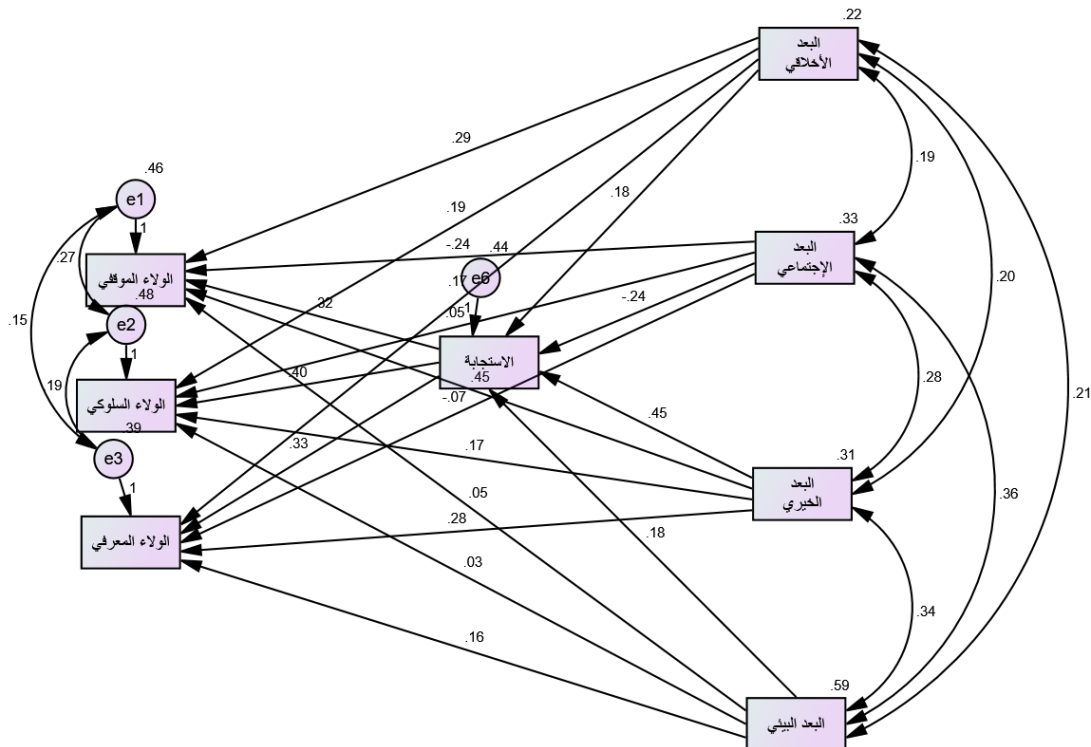 .22
البعد
الأخلاقي
.46
e1
.29
.19
1
.18
.19
.33
البعد
الإجتماعي
-.24
.44
.27
الولاء الموقفي
.48
.17
e6
.20
-.24
.32
.05
1
.15
e2
1
الاستجابة
.45
.19
.40
-.07
.28
.21
الولاء السلوكي
.39
.45
.33
.17
.31
البعد
الخيري
e3
1
.36
.05
.28
.18
الولاء المعرفي
.03
.34
.16
.59
البعد البيئي